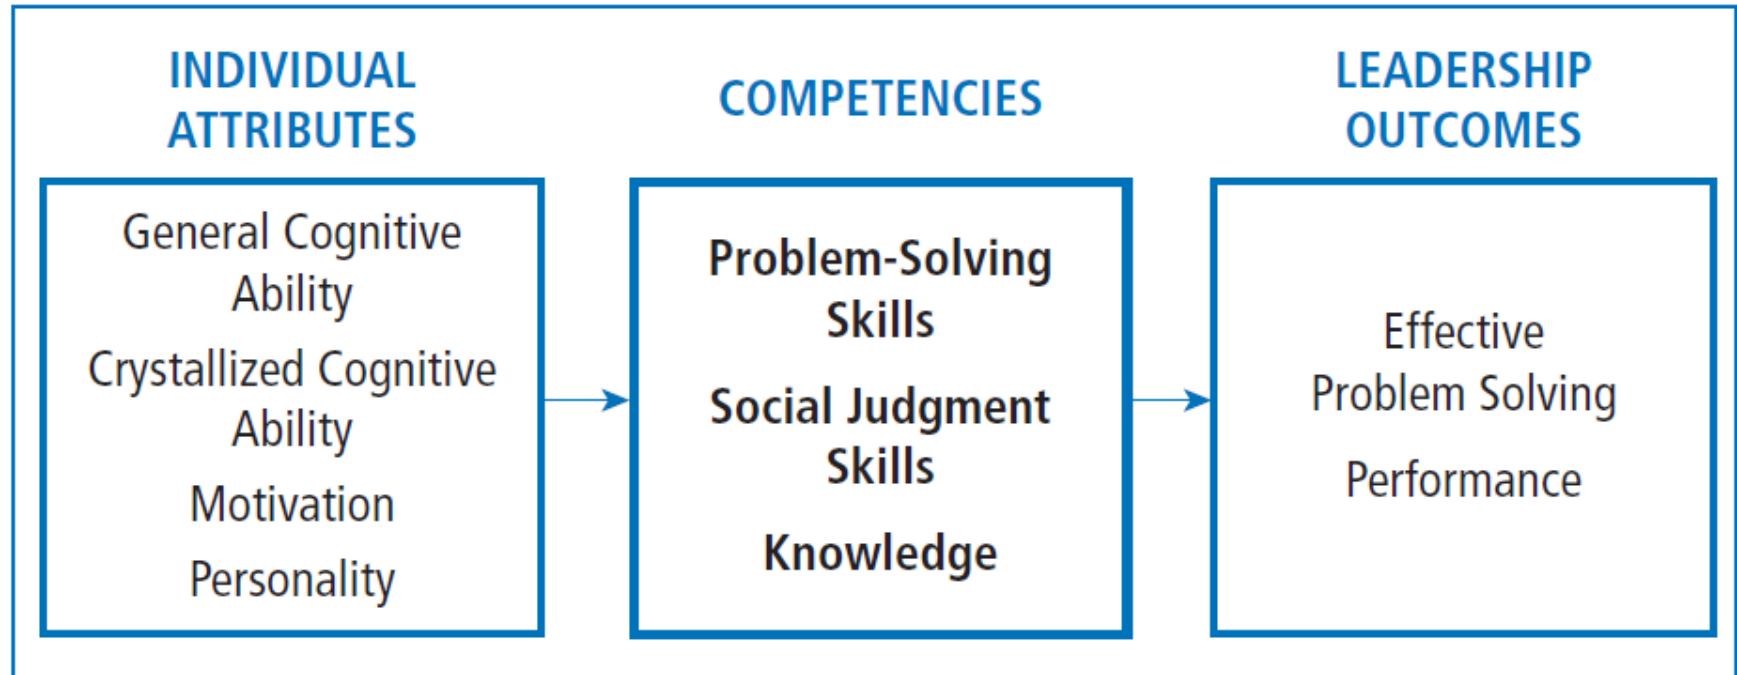 INDIVIDUAL
ATTRIBUTES
General Cognitive
Ability
Crystallized Cognitive
Ability
Motivation
Personality
COMPETENCIES
Problem-Solving
Skills
Social Judgment
Skills
Knowledge
LEADERSHIP
OUTCOMES
Effective
Problem Solving
Performance